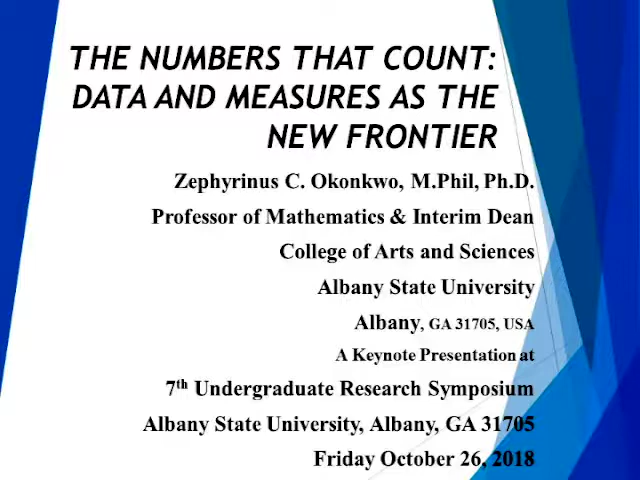 THE NUMBERS THAT COUNT:
DATA AND MEASURES AS THE
NEW FRONTIER
Zephyrinus C. Okonkwo, M.Phil, Ph.D.
Professor of Mathematics & Interim Dean
College of Arts and Sciences
Albany State University
Albany, GA 31705, USA
A Keynote Presentation at
7th Undergraduate Research Symposium
Albany State University, Albany, GA 31705
Friday October 26, 2018